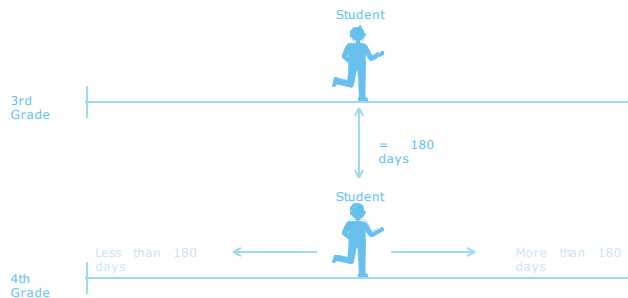 Student
3rd
Grade
= 180
days
Student
Less than 180
days
More than 180
days
4th
Grade